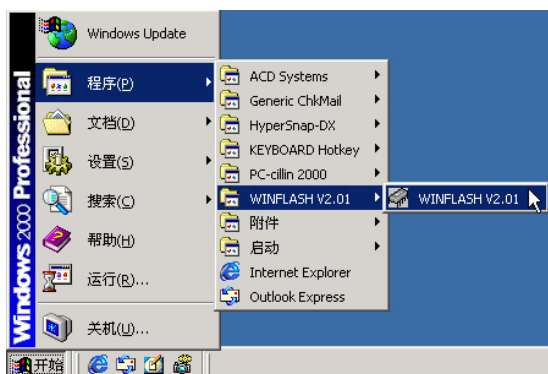 Windows 2000 Professional
Windows Update
程序(P)
文档(D)
设置(S)
搜索(C)
帮助(H)
运行(R)...
关机(U)...
ACD Systems
Generic ChkMail
HyperSnap-DX
KEYBOARD Hotkey
PC-cillin 2000
WINFLASH V2.01
附件
启动
Internet Explorer
Outlook Express
WINFLASH V2.01
开始